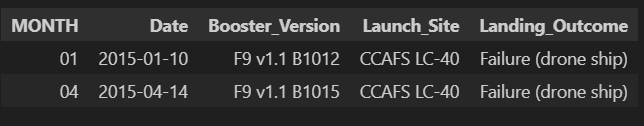 MONTH Date Booster_Version Launch_Site Landing_Outcome
01 2015-01-10 F9 v1.1 B1012 CCAFS LC-40 Failure (drone ship)
04 2015-04-14 F9 v1.1 B1015 CCAFS LC-40 Failure (drone ship)